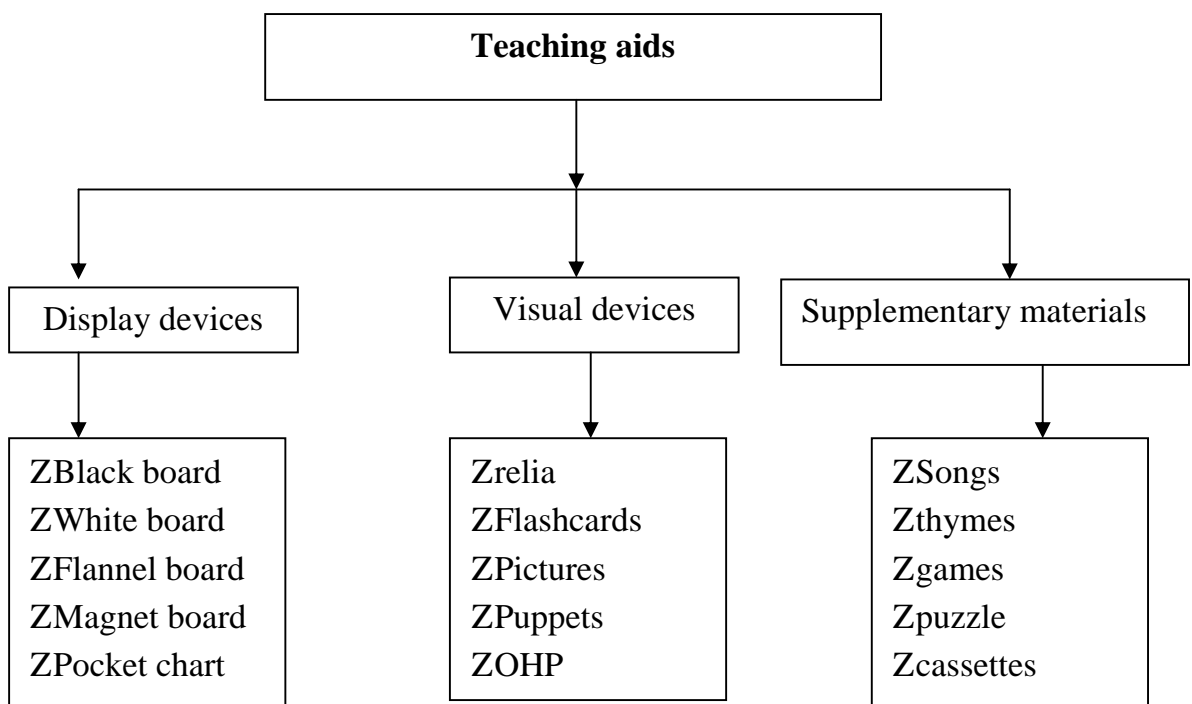 Teaching aids
Display devices
Visual devices
Supplementary materials
ZBlack board
ZWhite board
ZFlannel board
ZMagnet board
ZPocket chart
Zrelia
ZFlashcards
ZPictures
ZPuppets
ZOHP
ZSongs
Zthymes
Zgames
Zpuzzle
Zcassettes